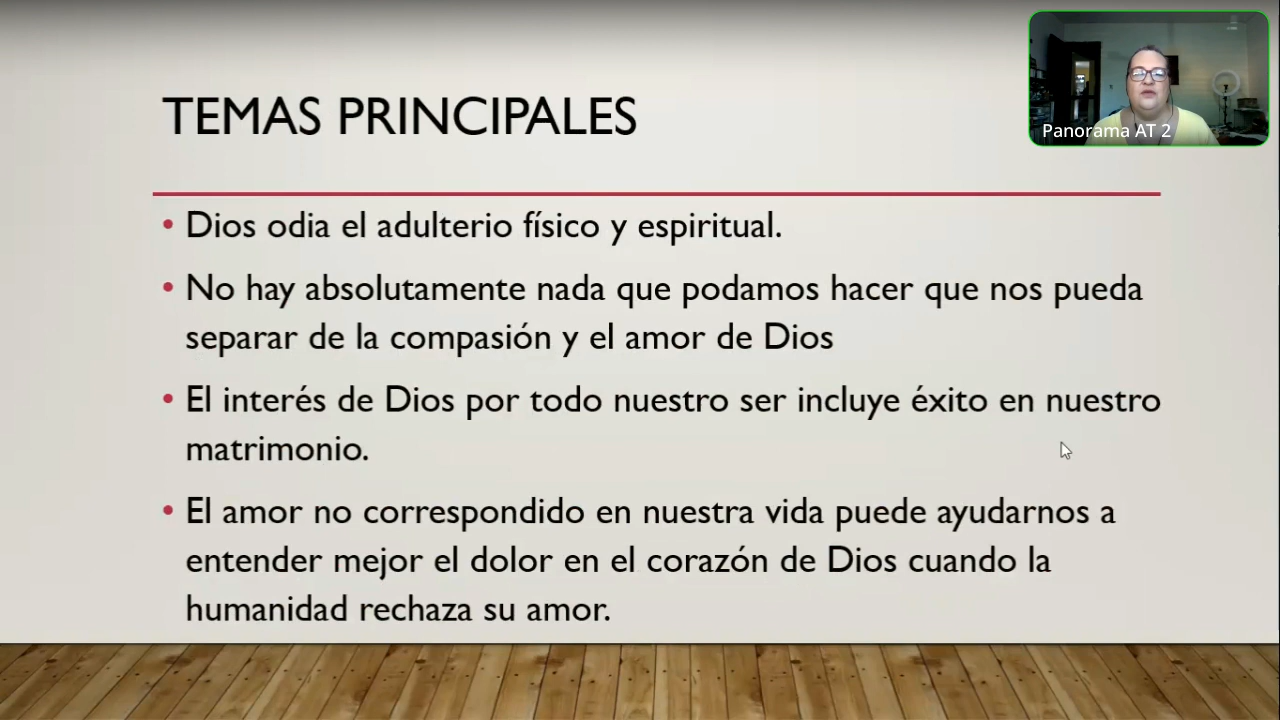 TEMAS PRINCIPALES
Panorama AT 2
• Dios odia el adulterio físico y espiritual.
• No hay absolutamente nada que podamos hacer que nos pueda
separar de la compasión y el amor de Dios
• El interés de Dios por todo nuestro ser incluye éxito en nuestro
matrimonio.
• El amor no correspondido en nuestra vida puede ayudarnos a
entender mejor el dolor en el corazón de Dios cuando la
humanidad rechaza su amor.